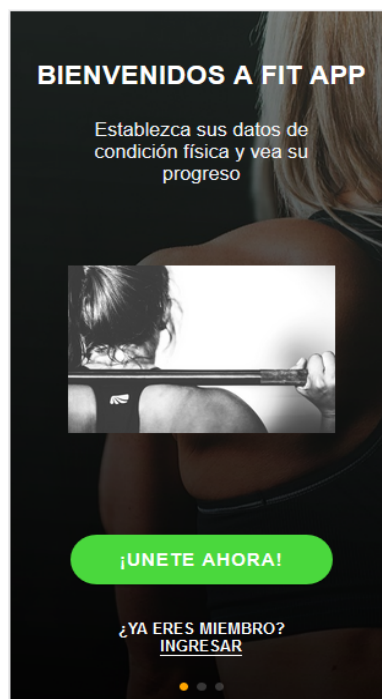 BIENVENIDOS A FIT APP
Establezca sus datos de
condición física y vea su
progreso
¡UNETE AHORA!
¿YA ERES MIEMBRO?
INGRESAR